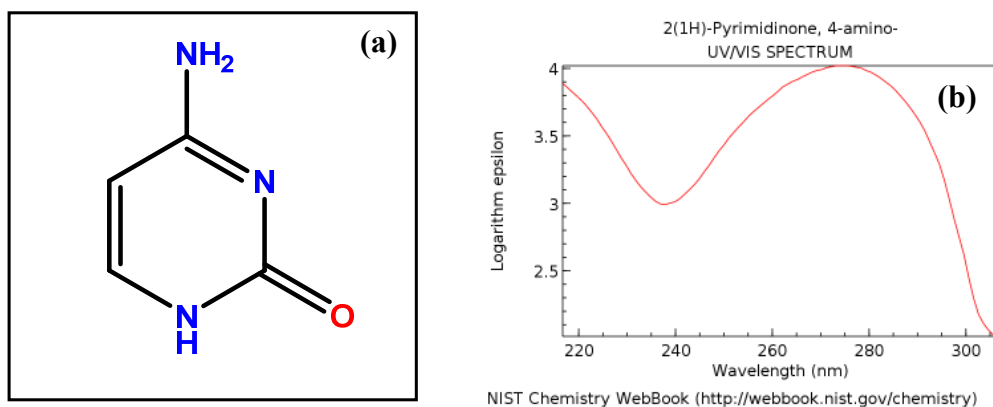 (a)
NH2
N
N
H
O
2(1H)-Pyrimidinone, 4-amino-
UV/VIS SPECTRUM
(b)
Logarithm epsilon
4
3.5
3
2.5
220 240 260 280 300
Wavelength (nm)
NIST Chemistry WebBook (http://webbook.nist.gov/chemistry)